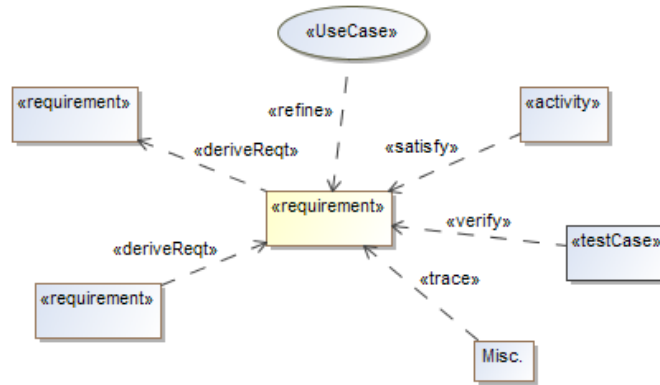 «UseCase»
«requirement»
«activity»
«refine»
«deriveReqt»
«satisfy»
«requirement»
«verify»
«testCase»
«deriveReqt»
«trace»
«requirement»
Misc.